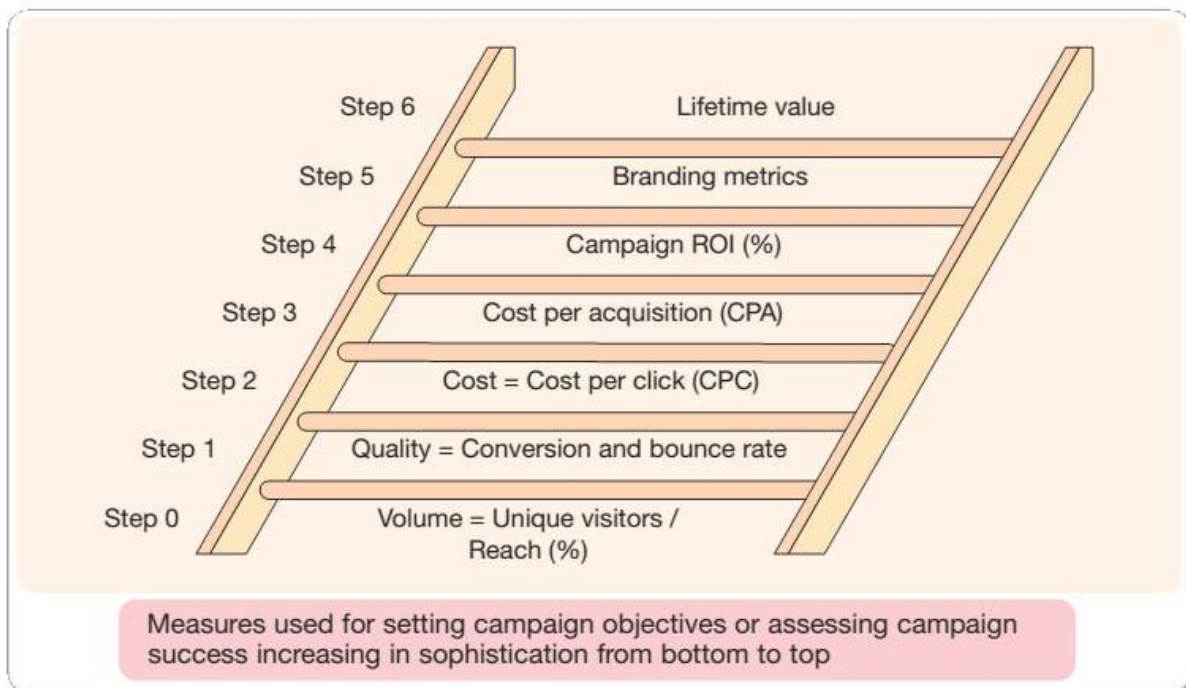 Step 6 Lifetime value
Step 5 Branding metrics
Step 4 Campaign ROI (%)
Step 3 Cost per acquisition (CPA)
Step 2 Cost = Cost per click (CPC)
Step 1 Quality = Conversion and bounce rate
Step 0 Volume = Unique visitors /
Reach (%)
Measures used for setting campaign objectives or assessing campaign
success increasing in sophistication from bottom to top